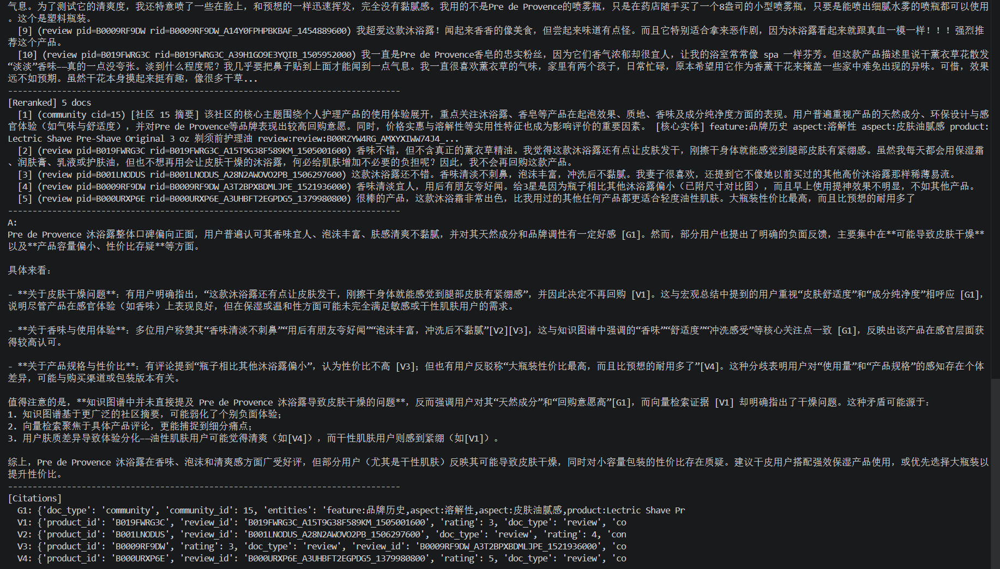 气息。为了测试它的清爽度，我还特意喷了一些在脸上，和预想的一样迅速挥发，完全没有黏腻感。我用的不是Pre de Provence的喷雾瓶，只是在药店随手买了一个8盎司的小型喷雾瓶，只要是能喷出细腻水雾的喷瓶都可以使用
。这个是塑料瓶装。
[9] (review pid=B0009RF9DW rid=B0009RF9DW_A14Y0FPHPBKBAF_1454889600) 我超爱这款沐浴露！闻起来香香的像美食，但尝起来味道有点怪。而且它特别适合拿来恶作剧，因为沐浴露看起来就跟真血一模一样！！！强烈推
荐这个产品。
[10] (review pid=B019FWRG3C rid=B019FWRG3C_A39H1GO9E3YQIB_1505952000) 我一直是Pre de Provence香皂的忠实粉丝，因为它们香气浓郁却很宜人，让我的浴室常常像 spa 一样芬芳。但这款产品描述里说干薰衣草花散发
“淡淡”香味——真的一点没夸张。淡到什么程度呢？我几乎要把鼻子贴到上面才能闻到一点气息。我一直很喜欢薰衣草的气味，家里有两个孩子，日常忙碌，原本希望用它作为香薰干花来掩盖一些家中难免出现的异味。可惜，效果
远不如预期。虽然干花本身摸起来挺有趣，像很多干草...
--------------------------------------------------------------------------------
[Reranked] 5 docs
[1] (community cid=15) [社区 15 摘要] 该社区的核心主题围绕个人护理产品的使用体验展开，重点关注沐浴露、香皂等产品在起泡效果、质地、香味及成分纯净度方面的表现。用户普遍重视产品的天然成分、环保设计与感
官体验（如气味与舒适度），并对Pre de Provence等品牌表现出较高回购意愿。同时，价格实惠与溶解性等实用性特征也成为影响评价的重要因素。 [核心实体] feature:品牌历史 aspect:溶解性 aspect:皮肤油腻感 product:
Lectric Shave Pre-Shave Original 3 oz 剃须前护理油 review:review:B00RZYW4RG_AMXYXIWW74J4_...
[2] (review pid=B019FWRG3C rid=B019FWRG3C_A15T9G38F589KM_1505001600) 香味不错，但不含真正的薰衣草精油。我觉得这款沐浴露还有点让皮肤发干，刚擦干身体就能感觉到腿部皮肤有紧绷感。虽然我每天都会用保湿霜
、润肤膏、乳液或护肤油，但也不想再用会让皮肤干燥的沐浴露，何必给肌肤增加不必要的负担呢？因此，我不会再回购这款产品。
[3] (review pid=B001LNODUS rid=B001LNODUS_A28N2AWOVO2PB_1506297600) 这款沐浴露还不错。香味清淡不刺鼻，泡沫丰富，冲洗后不黏腻。我妻子很喜欢，还提到它不像她以前买过的其他高价沐浴露那样稀薄易流。
[4] (review pid=B0009RF9DW rid=B0009RF9DW_A3T2BPXBDMLJPE_1521936000) 香味清淡宜人，用后有朋友夸好闻。给3星是因为瓶子相比其他沐浴露偏小（已附尺寸对比图），而且早上使用提神效果不明显，不如其他产品。
[5] (review pid=B000URXP6E rid=B000URXP6E_A3UHBFT2EGPDG5_1379980800) 很棒的产品，这款沐浴霜非常出色，比我用过的其他任何产品都更适合轻度油性肌肤。大瓶装性价比最高，而且比预想的耐用多了
--------------------------------------------------------------------------------
A:
Pre de Provence 沐浴露整体口碑偏向正面，用户普遍认可其香味宜人、泡沫丰富、肤感清爽不黏腻，并对其天然成分和品牌调性有一定好感 [G1]。然而，部分用户也提出了明确的负面反馈，主要集中在**可能导致皮肤干燥**
以及**产品容量偏小、性价比存疑**等方面。
具体来看：
- **关于皮肤干燥问题**：有用户明确指出，“这款沐浴露还有点让皮肤发干，刚擦干身体就能感觉到腿部皮肤有紧绷感”，并因此决定不再回购 [V1]。这与宏观总结中提到的用户重视“皮肤舒适度”和“成分纯净度”相呼应 [G1]，
说明尽管产品在感官体验（如香味）上表现良好，但在保湿或温和性方面可能未完全满足敏感或干性肌肤用户的需求。
- **关于香味与使用体验**：多位用户称赞其“香味清淡不刺鼻”“用后有朋友夸好闻”“泡沫丰富，冲洗后不黏腻”[V2][V3]，这与知识图谱中强调的“香味”“舒适度”“冲洗感受”等核心关注点一致 [G1]，反映出该产品在感官层面获
得较高认可。
- **关于产品规格与性价比**：有评论提到“瓶子相比其他沐浴露偏小”，认为性价比不高 [V3]；但也有用户反驳称“大瓶装性价比最高，而且比预想的耐用多了”[V4]。这种分歧表明用户对“使用量”和“产品规格”的感知存在个体
差异，可能与购买渠道或包装版本有关。
值得注意的是，**知识图谱中并未直接提及 Pre de Provence 沐浴露导致皮肤干燥的问题**，反而强调用户对其“天然成分”和“回购意愿高”[G1]，而向量检索证据 [V1] 却明确指出了干燥问题。这种矛盾可能源于：
1. 知识图谱基于更广泛的社区摘要，可能弱化了个别负面体验；
2. 向量检索聚焦于具体产品评论，更能捕捉到细分痛点；
3. 用户肤质差异导致体验分化——油性肌肤用户可能觉得清爽（如[V4]），而干性肌肤用户则感到紧绷（如[V1]）。
综上，Pre de Provence 沐浴露在香味、泡沫和清爽感方面广受好评，但部分用户（尤其是干性肌肤）反映其可能导致皮肤干燥，同时对小容量包装的性价比存在质疑。建议干皮用户搭配强效保湿产品使用，或优先选择大瓶装以
提升性价比。
--------------------------------------------------------------------------------
[Citations]
G1: {'doc_type': 'community', 'community_id': 15, 'entities': 'feature:品牌历史,aspect:溶解性,aspect:皮肤油腻感,product:Lectric Shave Pr
V1: {'product_id': 'B019FWRG3C', 'review_id': 'B019FWRG3C_A15T9G38F589KM_1505001600', 'rating': 3, 'doc_type': 'review', 'co
V2: {'product_id': 'B001LNODUS', 'review_id': 'B001LNODUS_A28N2AWOVO2PB_1506297600', 'doc_type': 'review', 'rating': 4, 'con
V3: {'product_id': 'B0009RF9DW', 'rating': 3, 'doc_type': 'review', 'review_id': 'B0009RF9DW_A3T2BPXBDMLJPE_1521936000', 'co
V4: {'product_id': 'B000URXP6E', 'review_id': 'B000URXP6E_A3UHBFT2EGPDG5_1379980800', 'rating': 5, 'doc_type': 'review', 'co